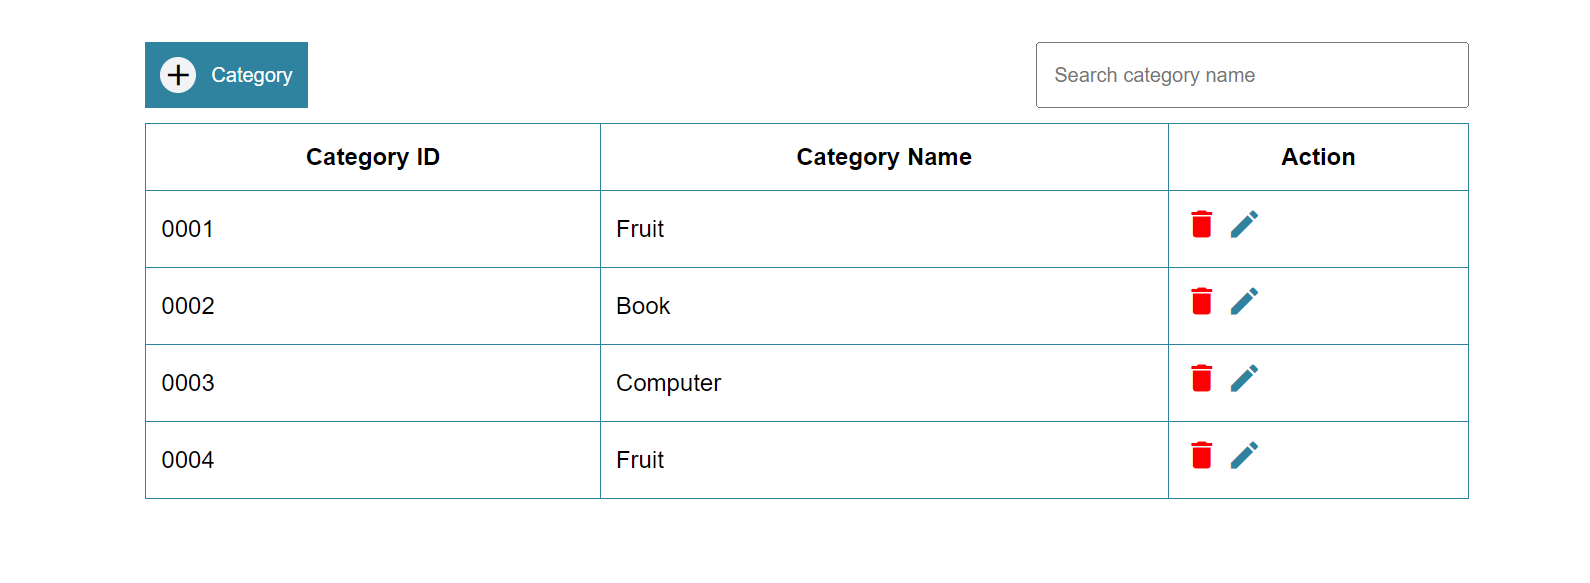 Category
Search category name
Category ID Category Name Action
0001 Fruit
0002 Book
0003 Computer
0004 Fruit